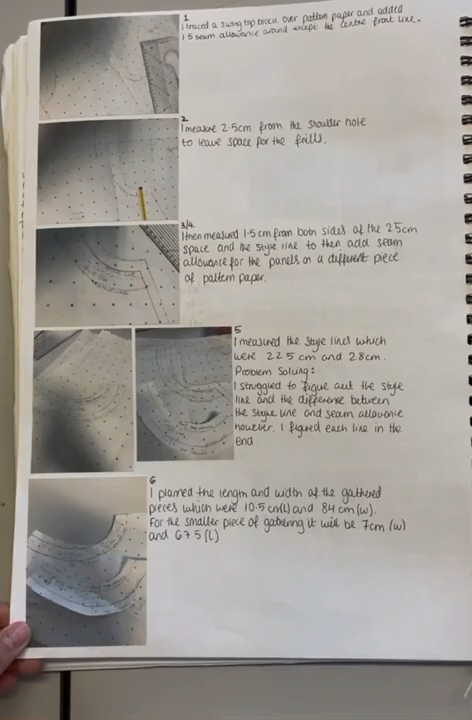 1
I traced a swing top block over pattern paper and added
1.5 seam allowance around except the centre front line.
2
I measure 2.5cm from the shoulder hole
to leave space for the frills.
3/4
I then measured 1.5cm from both sides of the 2.5cm
space and the style line to then add seam
allowance for the panels on a different piece
of pattern paper.
5
I measured the style lines which
were 22.5 cm and 28cm.
Problem Solving:
I struggled to figue out the style
line and the difference between
the style line and seam allowance
however, I figured each line in the
end
6
I planned the length and width of the gathered
pieces which were 10.5cm(L) and 84cm(w).
For the smaller piece of gathering it will be 7cm (w)
and 67.5 (L)